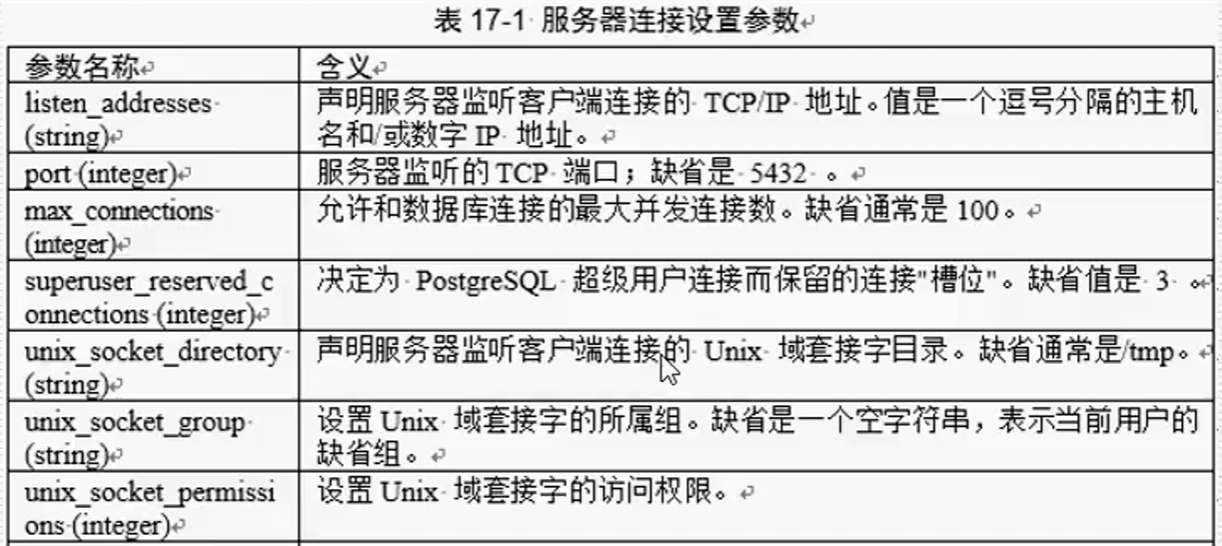 表 17-1 服务器连接设置参数
参数名称
含义
listen_addresses
(string)
声明服务器监听客户端连接的 TCP/IP 地址。值是一个逗号分隔的主机
名和/或数字 IP 地址。
port (integer)
服务器监听的 TCP 端口；缺省是 5432 。
max_connections
(integer)
允许和数据库连接的最大并发连接数。缺省通常是 100。
superuser_reserved_c
onnections (integer)
决定为 PostgreSQL 超级用户连接而保留的连接"槽位"。缺省值是 3 。
unix_socket_directory
(string)
声明服务器监听客户端连接的 Unix 域套接字目录。缺省通常是/tmp。
unix_socket_group
(string)
设置 Unix 域套接字的所属组。缺省是一个空字符串，表示当前用户的
缺省组。
unix_socket_permissi
ons (integer)
设置 Unix 域套接字的访问权限。